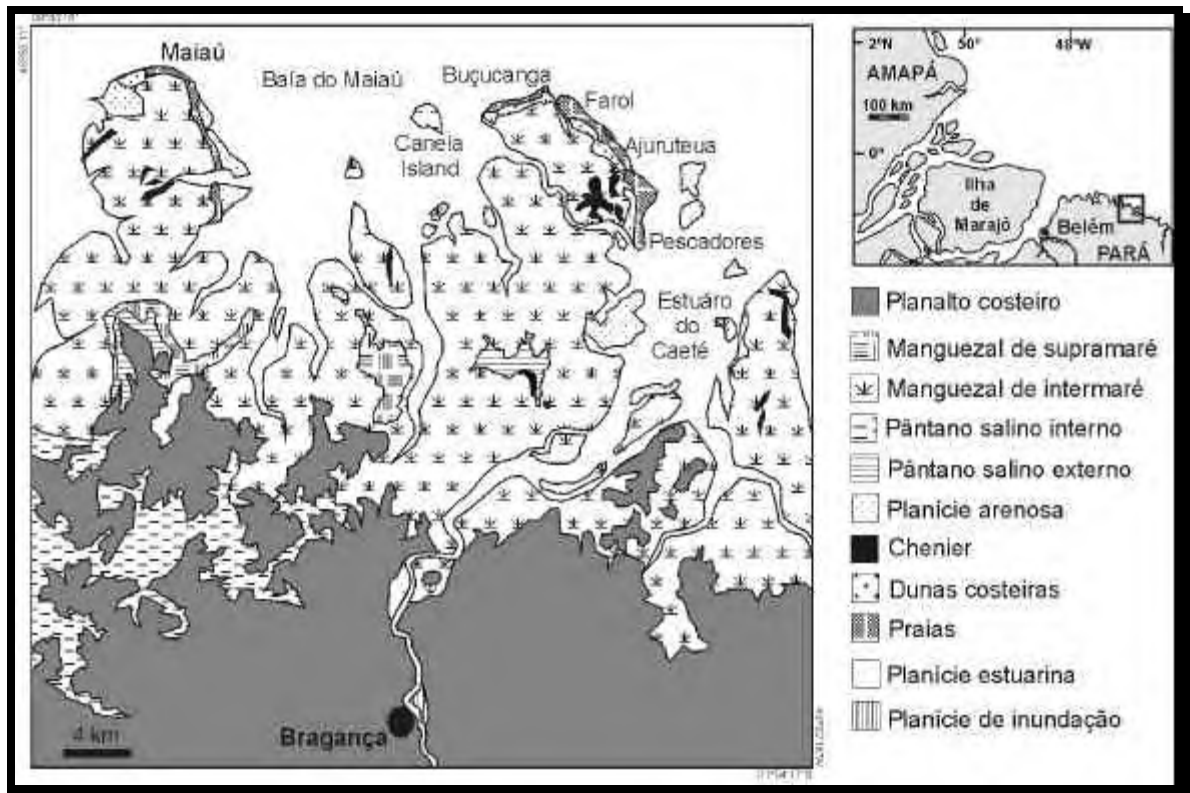 Maiaú
Baía do Maiaú
Buçucanga
Farol
Canela
Island
Ajuruteua
Pescadores
Estuáro
do
Caeté
Bragança
4 km
2°N
50°
48°W
AMAPÁ
100 km
0°
Ilha
de
Marajó
Belém
PARÁ
Planalto costeiro
Manguezal de supramaré
Manguezal de intermaré
Pântano salino interno
Pântano salino externo
Planície arenosa
Chenier
Dunas costeiras
Praias
Planície estuarina
Planície de inundação